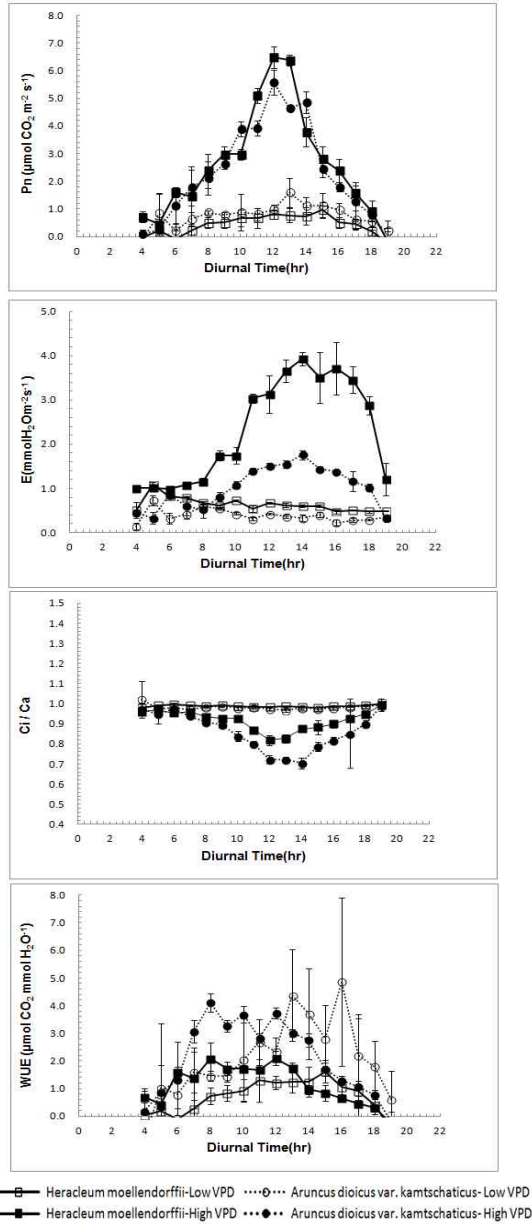 8.0
7.0
6.0
5.0
4.0
3.0
2.0
1.0
0.0
Pn (μmol CO2 m-2 s-1)
0 2 4 6 8 10 12 14 16 18 20 22
Diurnal Time(hr)
5.0
4.0
3.0
2.0
1.0
0.0
E(mmolH2Om-2s-1)
0 2 4 6 8 10 12 14 16 18 20 22
Diurnal Time(hr)
1.5
1.4
1.3
1.2
1.1
1.0
0.9
0.8
0.7
0.6
0.5
0.4
Ci / Ca
0 2 4 6 8 10 12 14 16 18 20 22
Diurnal Time(hr)
8.0
7.0
6.0
5.0
4.0
3.0
2.0
1.0
0.0
WUE (μmol CO2 mmol H2O-1)
0 2 4 6 8 10 12 14 16 18 20 22
Diurnal Time(hr)
Heracleum moellendorffii-Low VPD Aruncus dioicus var. kamtschaticus- Low VPD
Heracleum moellendorffii-High VPD Aruncus dioicus var. kamtschaticus- High VPD